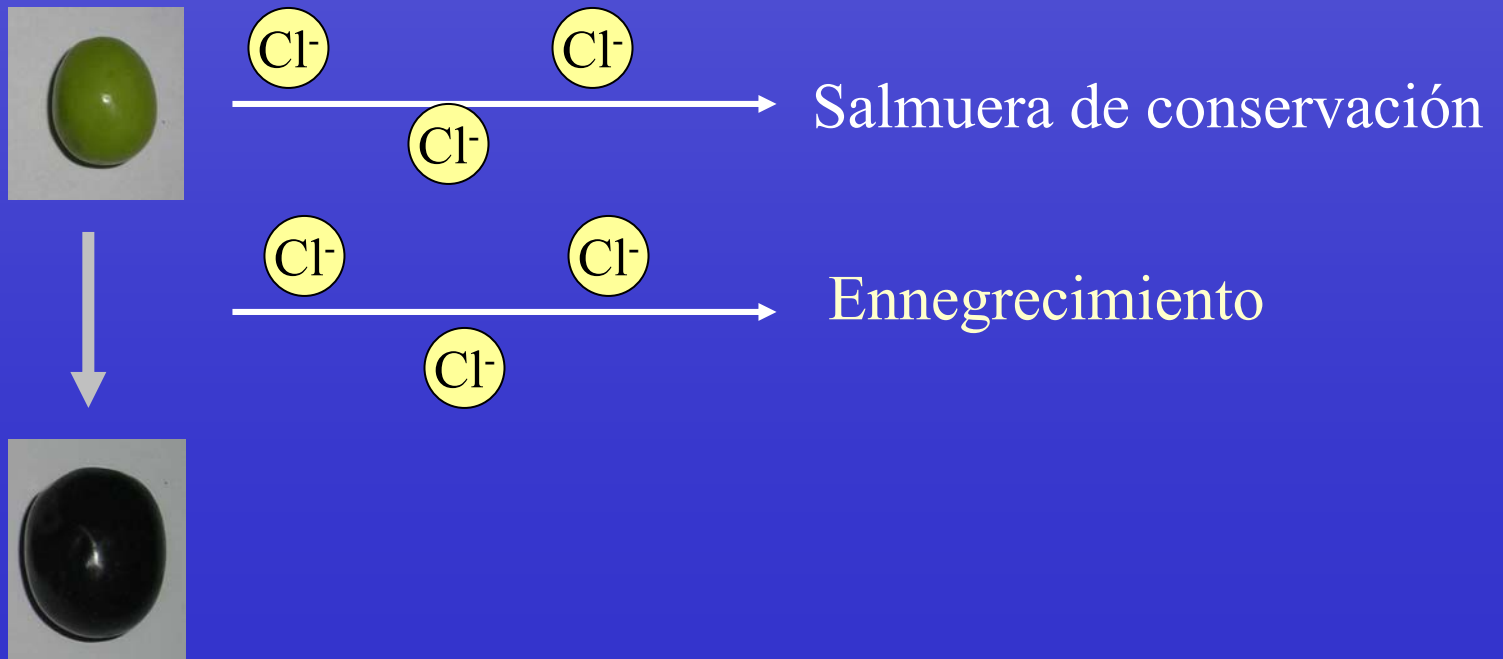 Cl⁻ Cl⁻
Salmuera de conservación
Cl⁻
Cl⁻ Cl⁻
Ennegrecimiento
Cl⁻